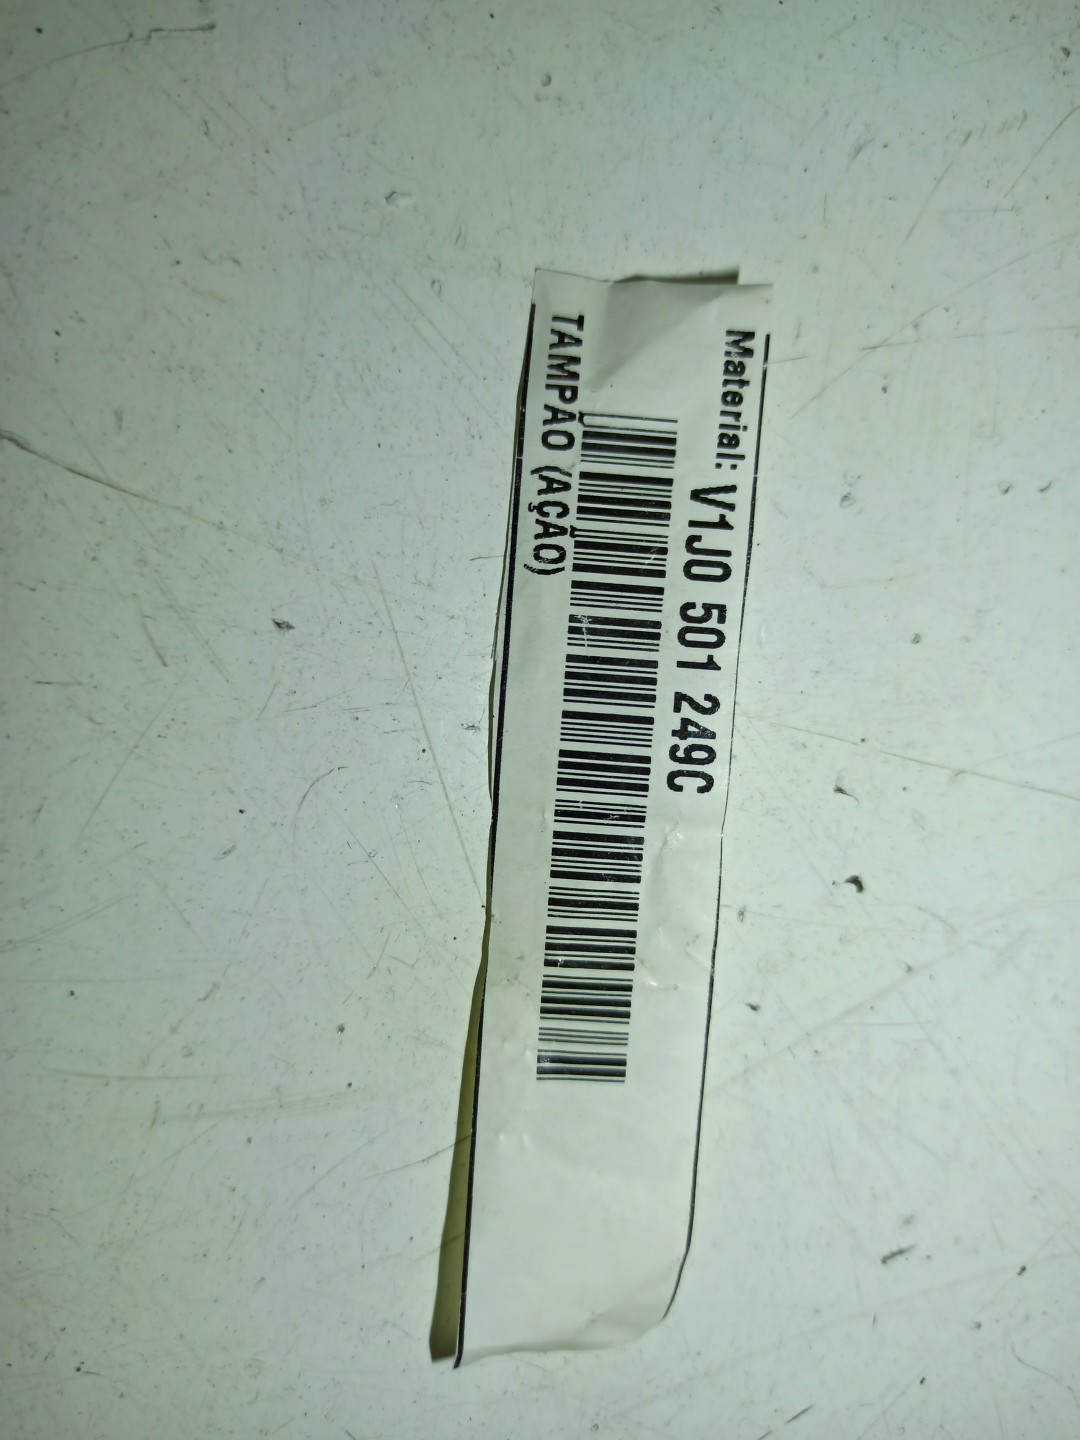 Material: V1J0 501 249C
TAMPÃO (AÇÃO)